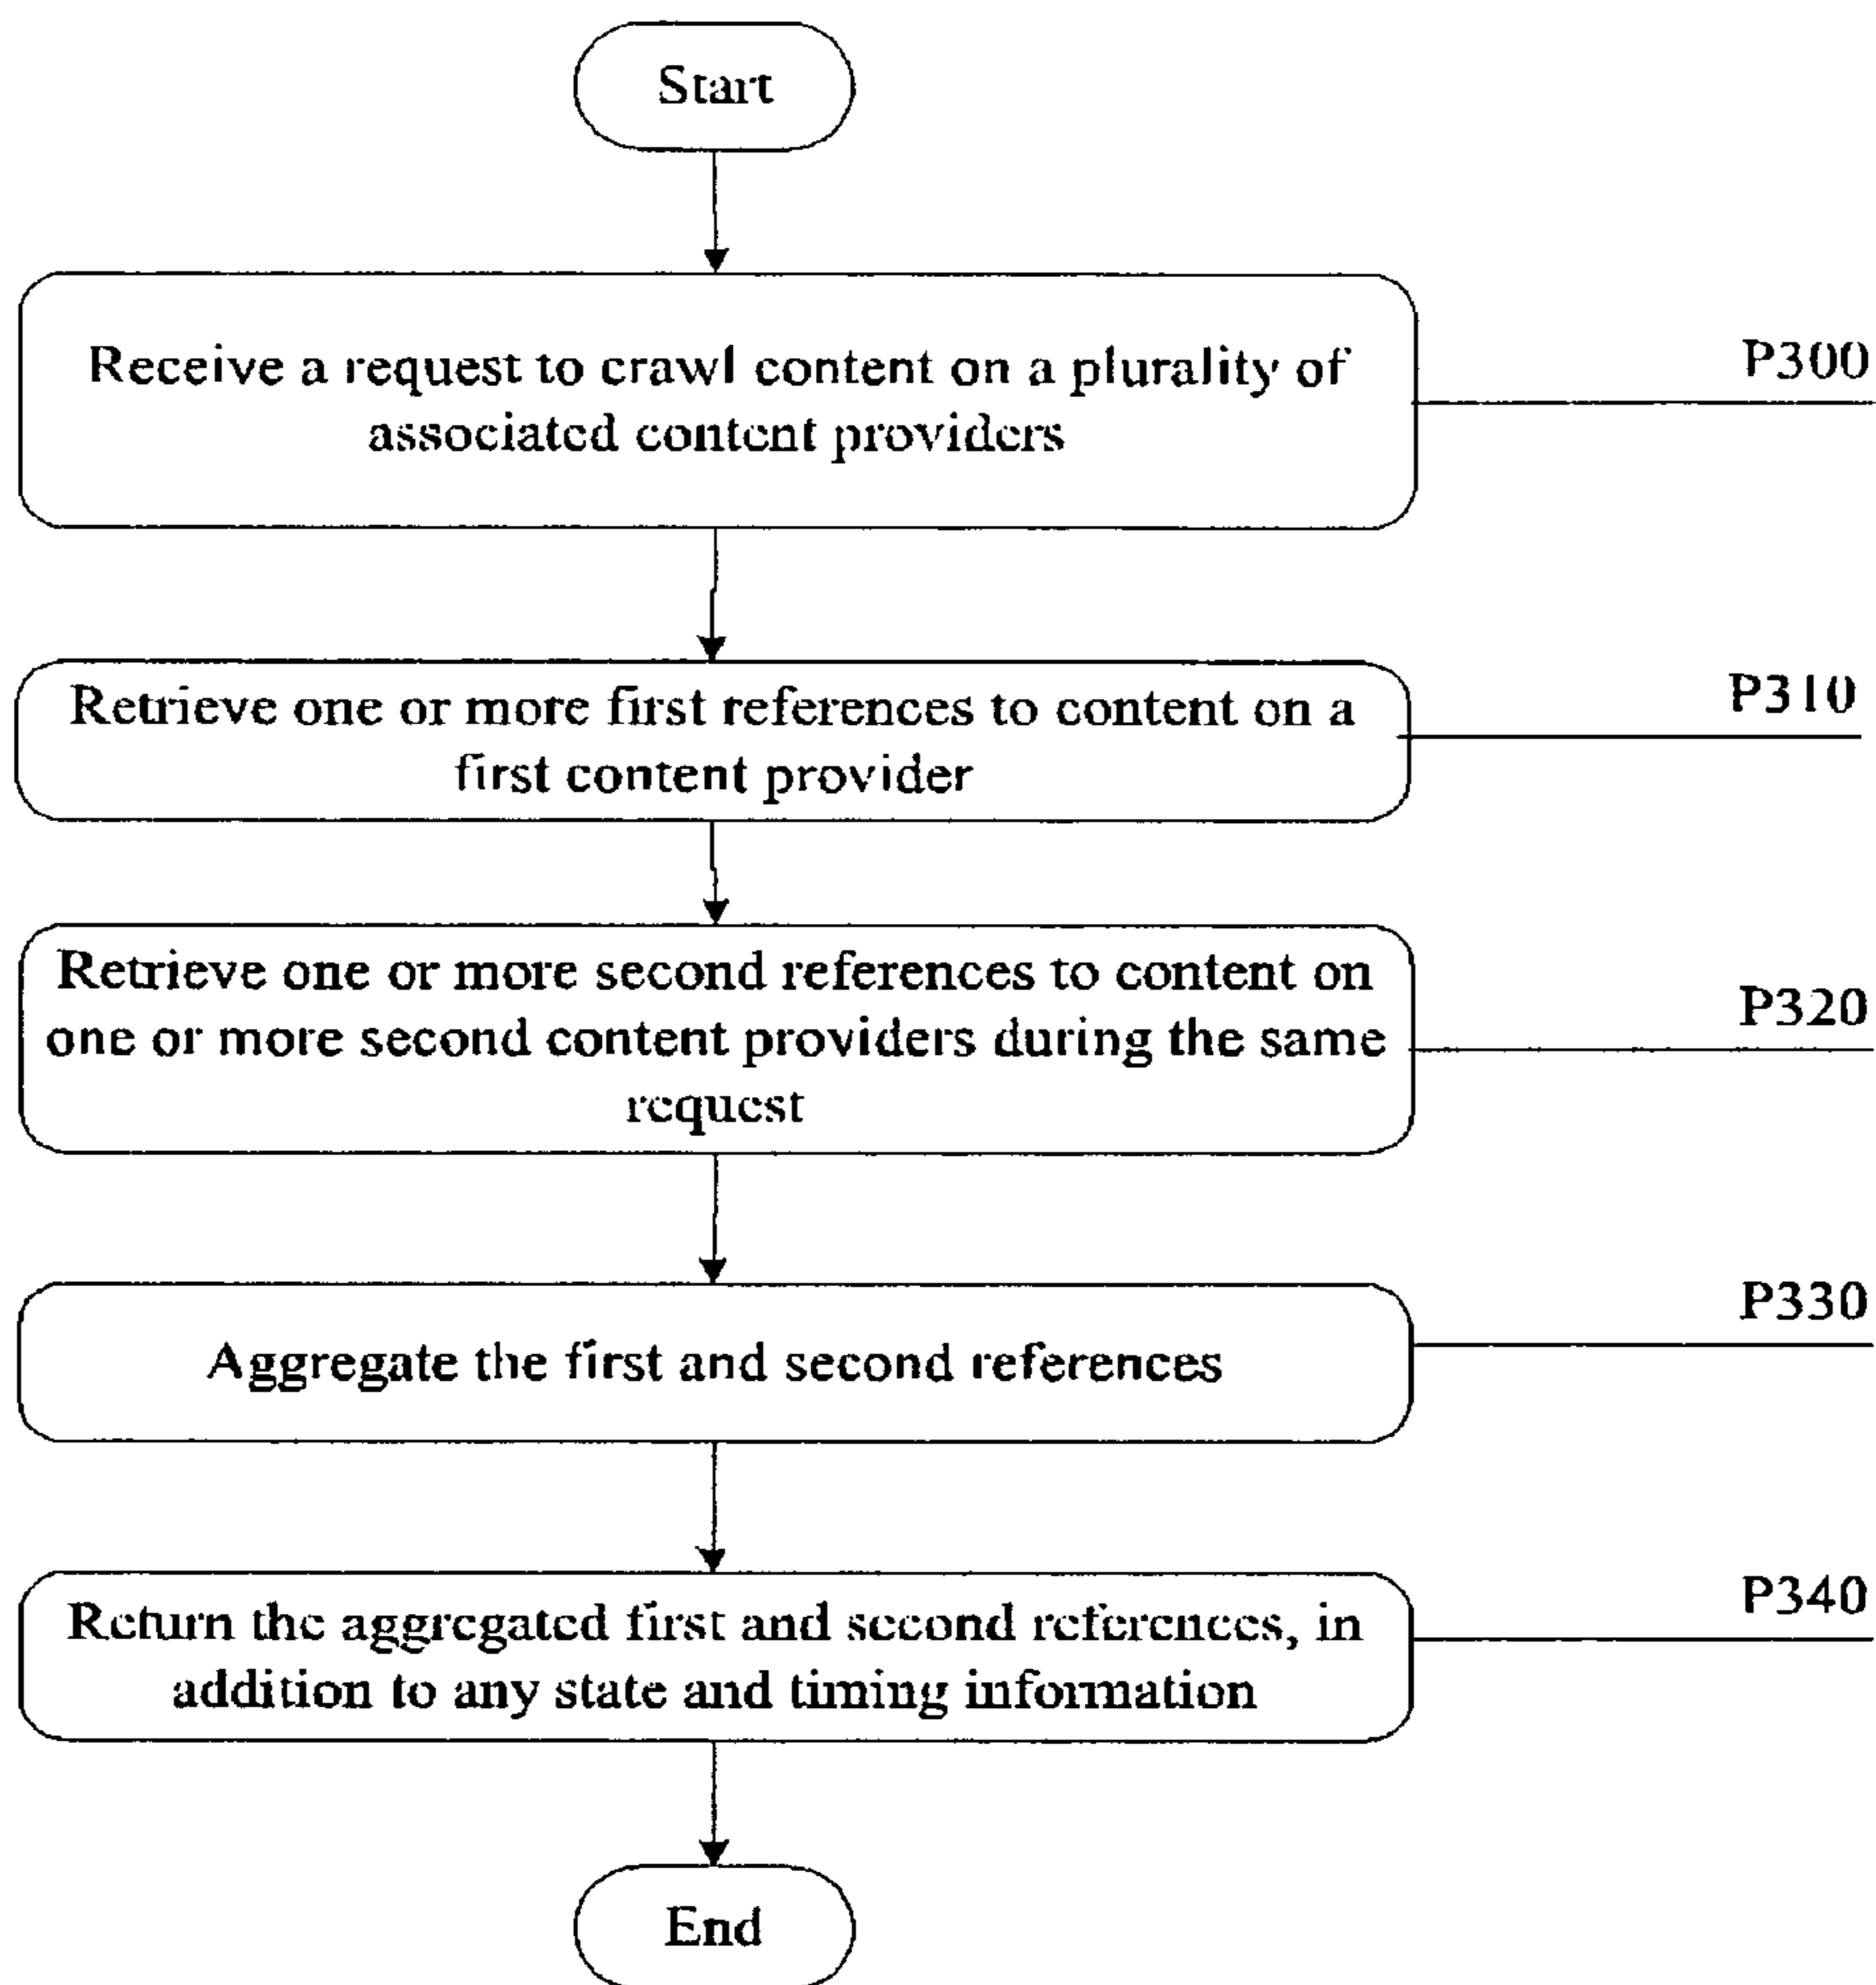 Start
Receive a request to crawl content on a plurality of
associated content providers
P300
Retrieve one or more first references to content on a
first content provider
P310
Retrieve one or more second references to content on
one or more second content providers during the same
request
P320
Aggregate the first and second references
P330
Return the aggregated first and second references, in
addition to any state and timing information
P340
End